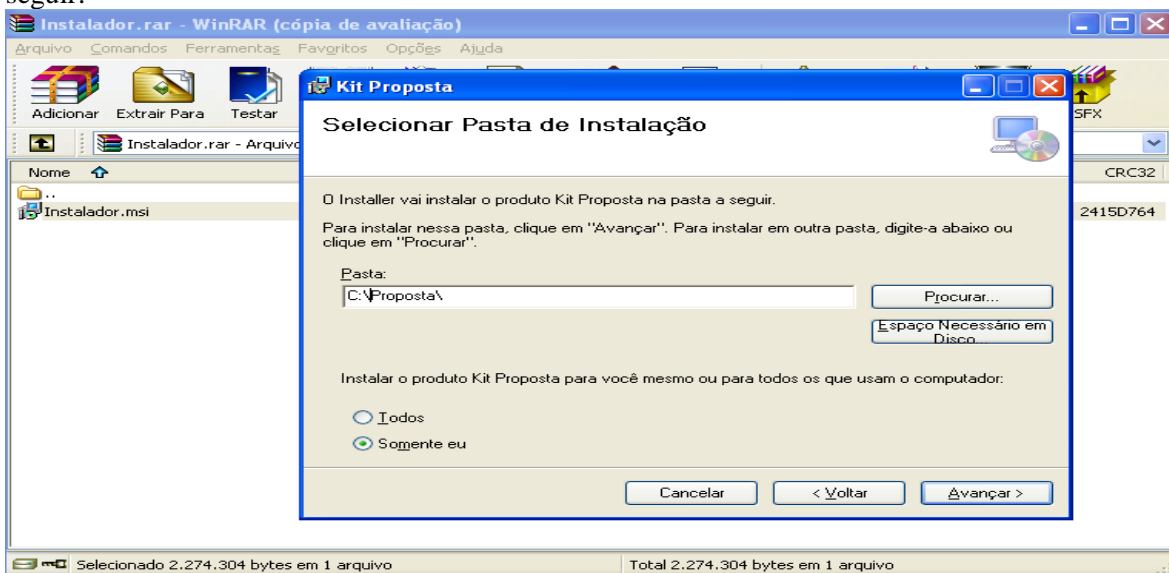 seguir:
Instalador.rar - WinRAR (cópia de avaliação)
Arquivo Comandos Ferramentas Favoritos Opções Ajuda
Adicionar Extrair Para Testar SFX
Instalador.rar - Arquivo
Nome CRC32
..
Instalador.msi 2415D764
Kit Proposta
Selecionar Pasta de Instalação
O Installer vai instalar o produto Kit Proposta na pasta a seguir.
Para instalar nessa pasta, clique em "Avançar". Para instalar em outra pasta, digite-a abaixo ou
clique em "Procurar".
Pasta:
C:\Proposta\
Procurar...
Espaço Necessário em
Disco...
Instalar o produto Kit Proposta para você mesmo ou para todos os que usam o computador:
Todos
Somente eu
Cancelar < Voltar Avançar >
Selecionado 2.274.304 bytes em 1 arquivo Total 2.274.304 bytes em 1 arquivo